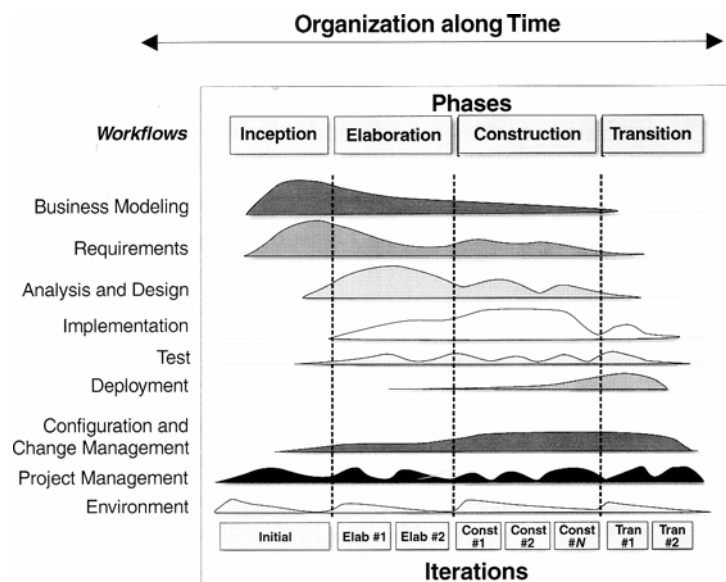 Organization along Time
Phases
Workflows
Inception
Elaboration
Construction
Transition
Business Modeling
Requirements
Analysis and Design
Implementation
Test
Deployment
Configuration and
Change Management
Project Management
Environment
Initial
Elab #1
Elab #2
Const
#1
Const
#2
Const
#N
Tran
#1
Tran
#2
Iterations